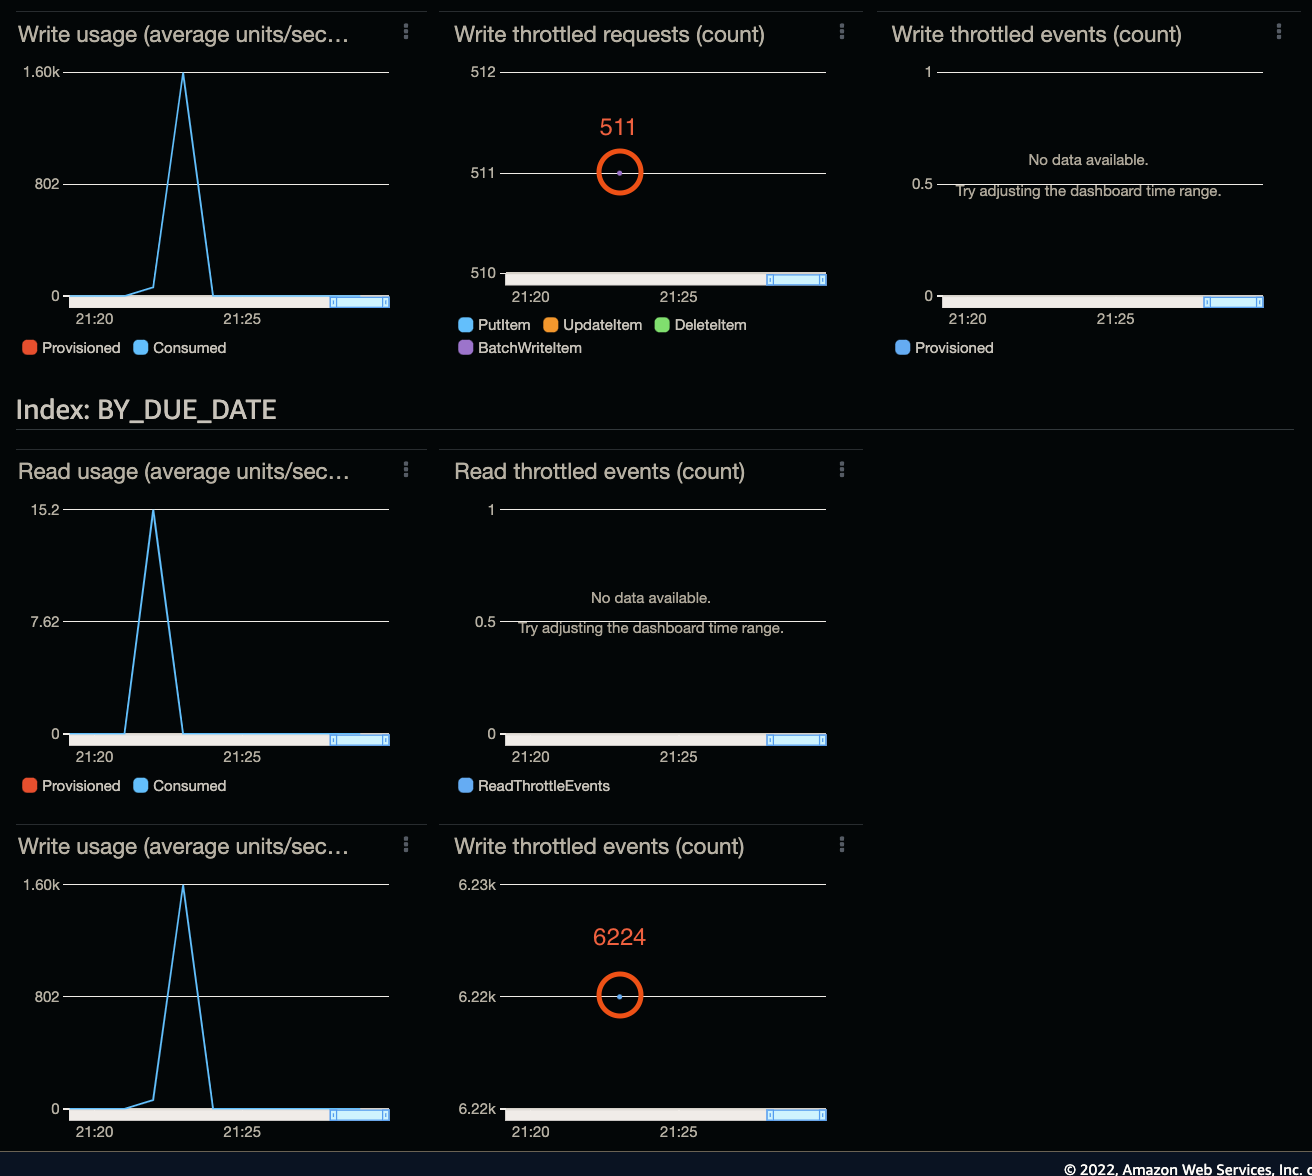 Write usage (average units/sec…
1.60k
802
0
21:20 21:25
Provisioned Consumed
Write throttled requests (count)
512
511
511
510
21:20 21:25
PutItem UpdateItem DeleteItem
BatchWriteItem
Write throttled events (count)
1
No data available.
0.5
Try adjusting the dashboard time range.
0
21:20 21:25
Provisioned
Index: BY_DUE_DATE
Read usage (average units/sec…
15.2
7.62
0
21:20 21:25
Provisioned Consumed
Read throttled events (count)
1
No data available.
0.5
Try adjusting the dashboard time range.
0
21:20 21:25
ReadThrottleEvents
Write usage (average units/sec…
1.60k
802
0
21:20 21:25
Write throttled events (count)
6.23k
6224
6.22k
6.22k
21:20 21:25
© 2022, Amazon Web Services, Inc.